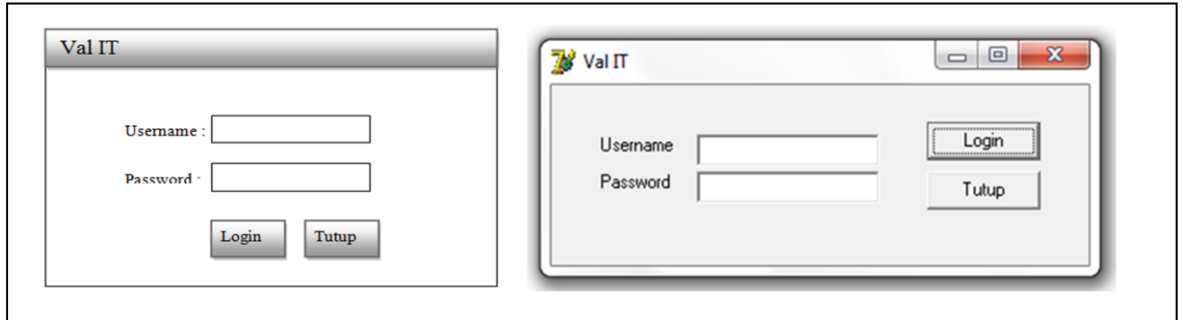 Val IT
Username :
Password :
Login Tutup
Val IT
Username
Password
Login
Tutup